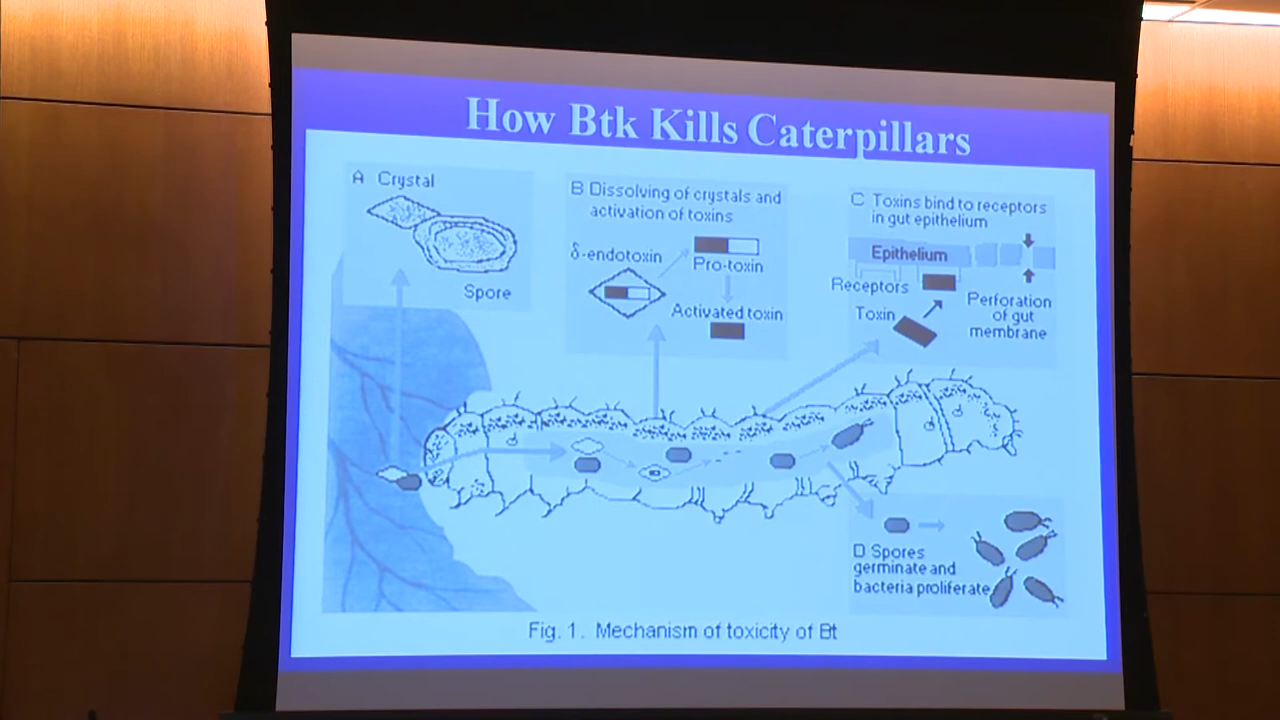 How Btk Kills Caterpillars
A Crystal
Spore
B Dissolving of crystals and
activation of toxins
δ-endotoxin
Pro-toxin
Activated toxin
C Toxins bind to receptors
in gut epithelium
Epithelium
Receptors
Toxin
Perforation
of gut
membrane
D Spores
germinate and
bacteria proliferate
Fig. 1. Mechanism of toxicity of Bt